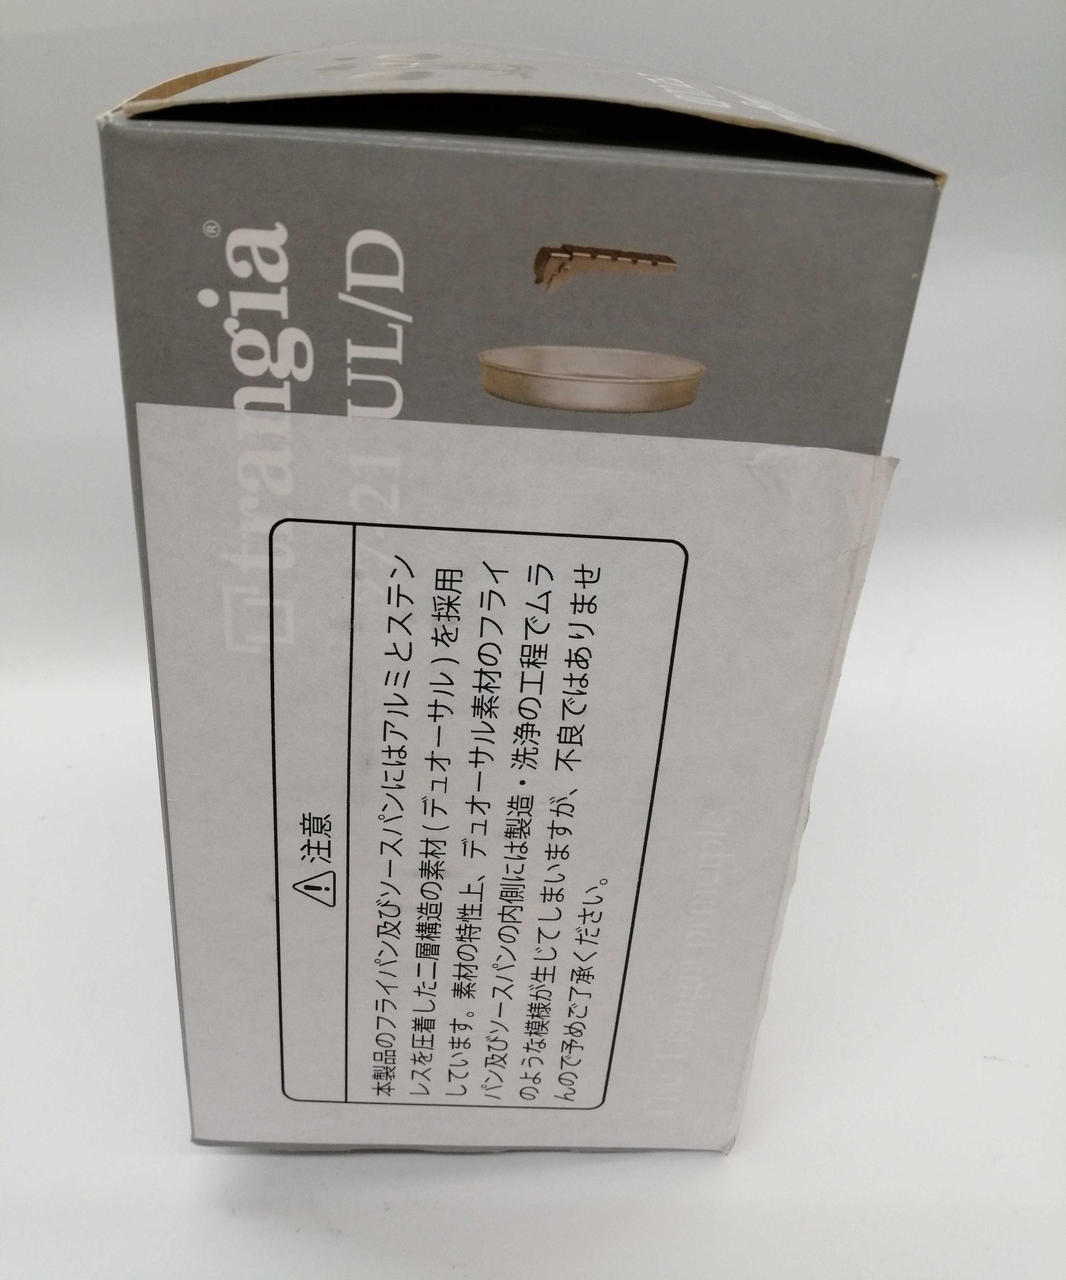 trangia®
27-21 UL/D
⚠注意
本製品のフライパン及びソースパンにはアルミとステン
レスを圧着した二層構造の素材(デュオーサル)を採用
しています。素材の特性上、デュオーサル素材のフライ
パン及びソースパンの内側には製造・洗浄の工程でムラ
のような模様が生じてしまいますが、不良ではありませ
んので予めご了承ください。
The Trangia principle